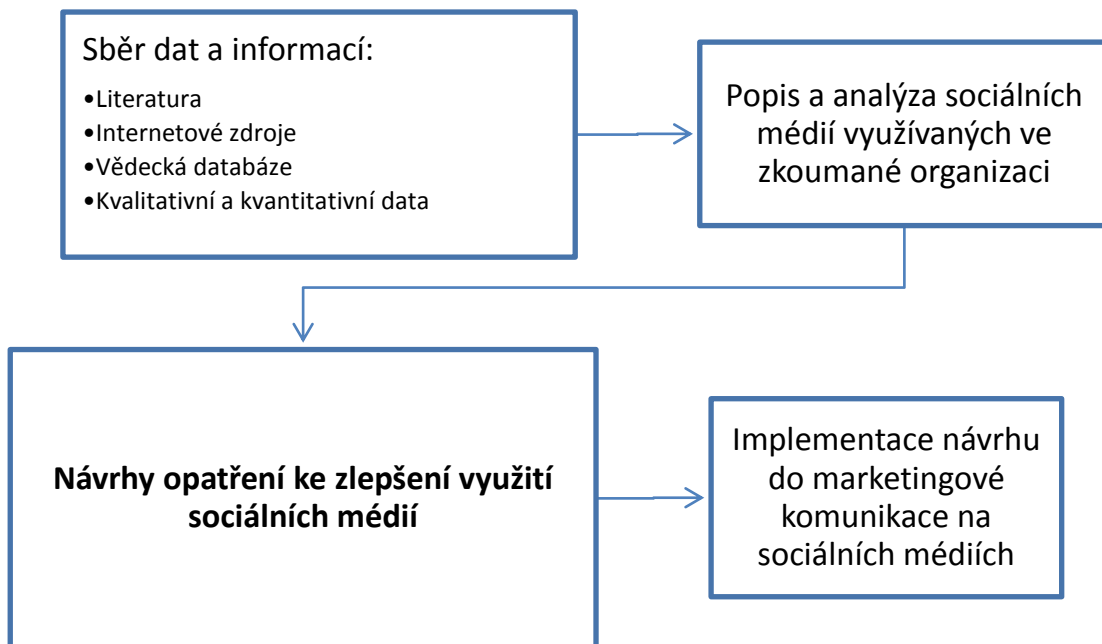 Sběr dat a informací:
•Literatura
•Internetové zdroje
•Vědecká databáze
•Kvalitativní a kvantitativní data
Popis a analýza sociálních
médií využívaných ve
zkoumané organizaci
Návrhy opatření ke zlepšení využití
sociálních médií
Implementace návrhu
do marketingové
komunikace na
sociálních médiích